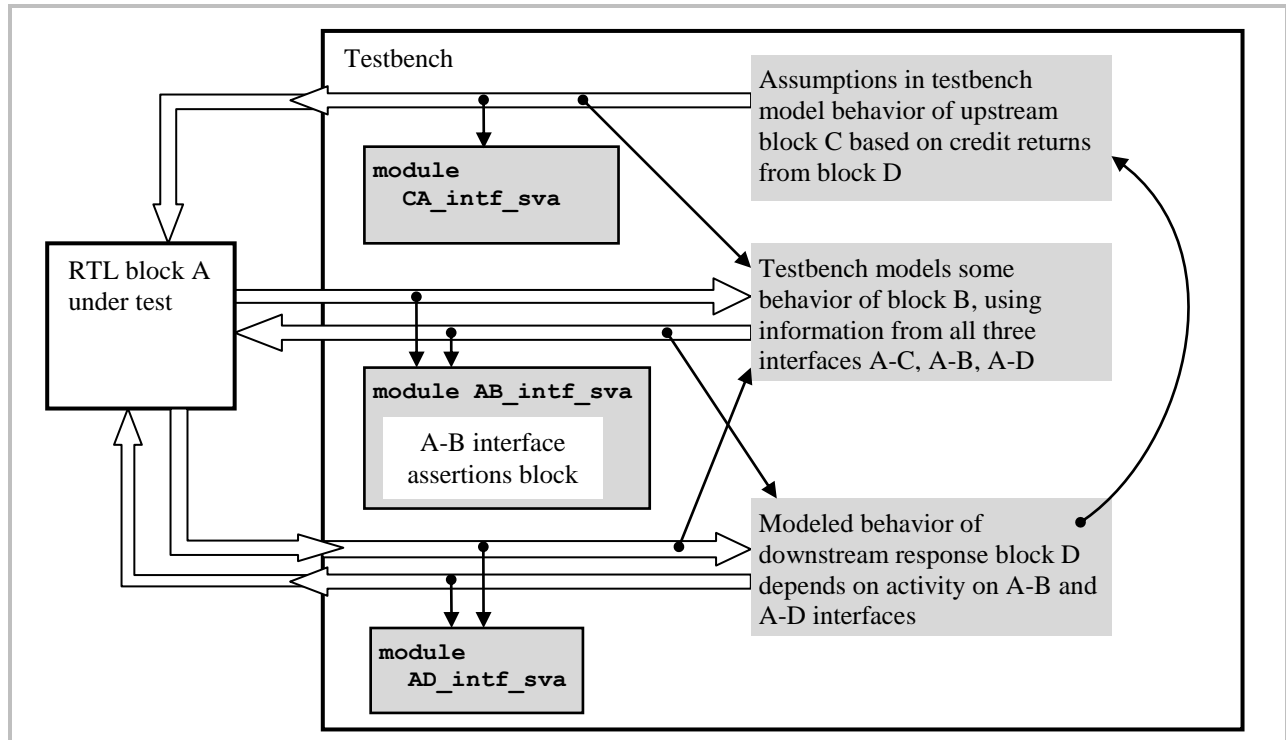 Testbench
Assumptions in testbench
model behavior of upstream
block C based on credit returns
from block D
module
CA_intf_sva
RTL block A
under test
Testbench models some
behavior of block B, using
information from all three
interfaces A-C, A-B, A-D
module AB_intf_sva
A-B interface
assertions block
Modeled behavior of
downstream response block D
depends on activity on A-B and
A-D interfaces
module
AD_intf_sva